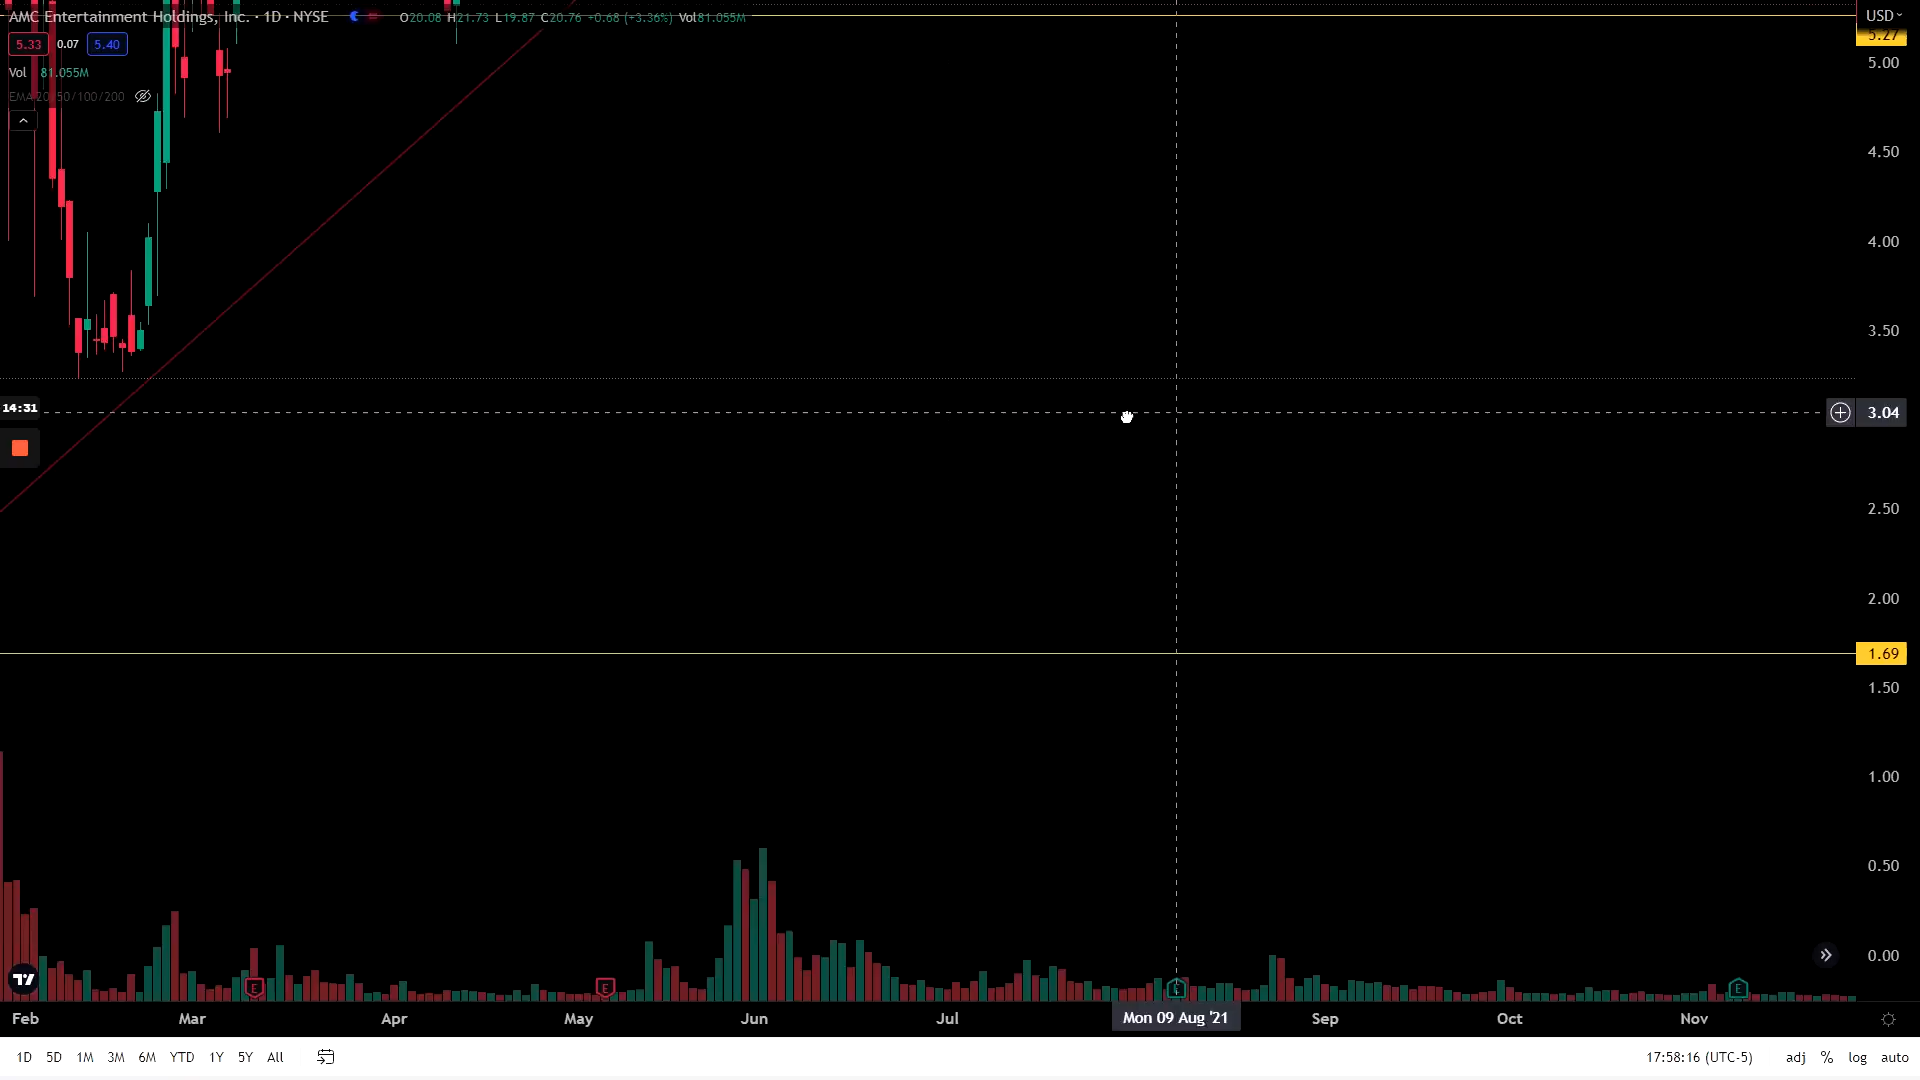 AMC Entertainment Holdings, Inc. · 1D · NYSE O20.08 H21.73 L19.87 C20.76 +0.68 (+3.36%) Vol81.055M USD
5.27
5.33 0.07 5.40
5.00
Vol 81.055M
EMA 20/50/100/200
4.50
4.00
3.50
14:31
3.04
2.50
2.00
1.69
1.50
1.00
0.50
0.00
E E E E
Feb Mar Apr May Jun Jul Mon 09 Aug '21 Sep Oct Nov
1D 5D 1M 3M 6M YTD 1Y 5Y All 17:58:16 (UTC-5) adj % log auto